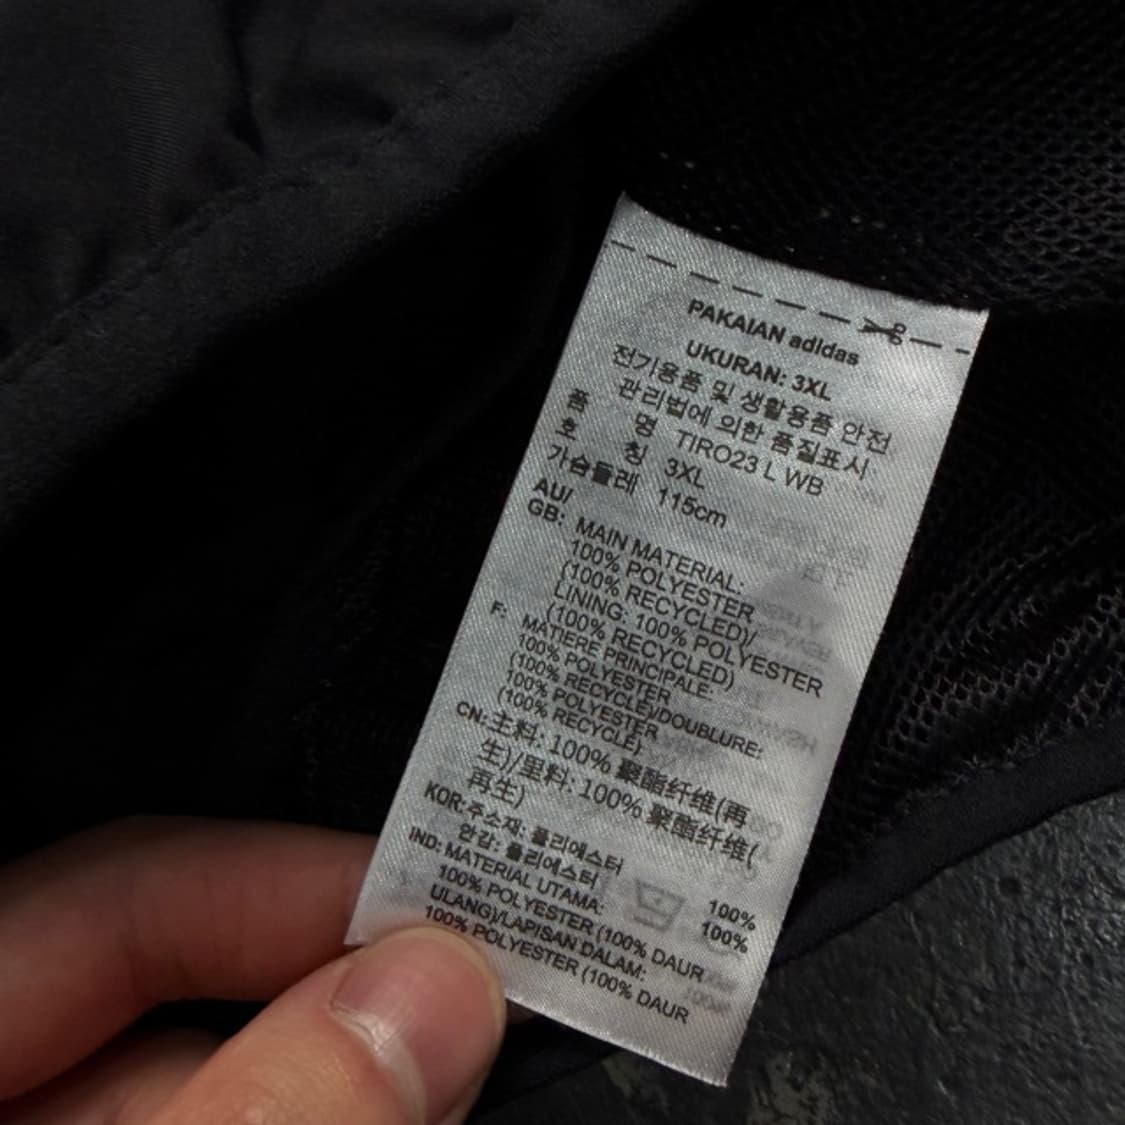 PAKAIAN adidas
UKURAN: 3XL
전기용품 및 생활용품 안전
관리법에 의한 품질표시
품 명 TIRO23 L WB
호 칭 3XL
가슴둘레 115cm
AU/
GB: MAIN MATERIAL:
100% POLYESTER
(100% RECYCLED)/
LINING: 100% POLYESTER
(100% RECYCLED)
F: MATIERE PRINCIPALE:
100% POLYESTER
(100% RECYCLE)/DOUBLURE:
100% POLYESTER
(100% RECYCLE)
CN: 主料: 100% 聚酯纤维(再
生)/里料: 100% 聚酯纤维(
再生)
KOR: 주소재: 폴리에스터 100%
안감: 폴리에스터 100%
IND: MATERIAL UTAMA:
100% POLYESTER (100% DAUR
ULANG)/LAPISAN DALAM:
100% POLYESTER (100% DAUR